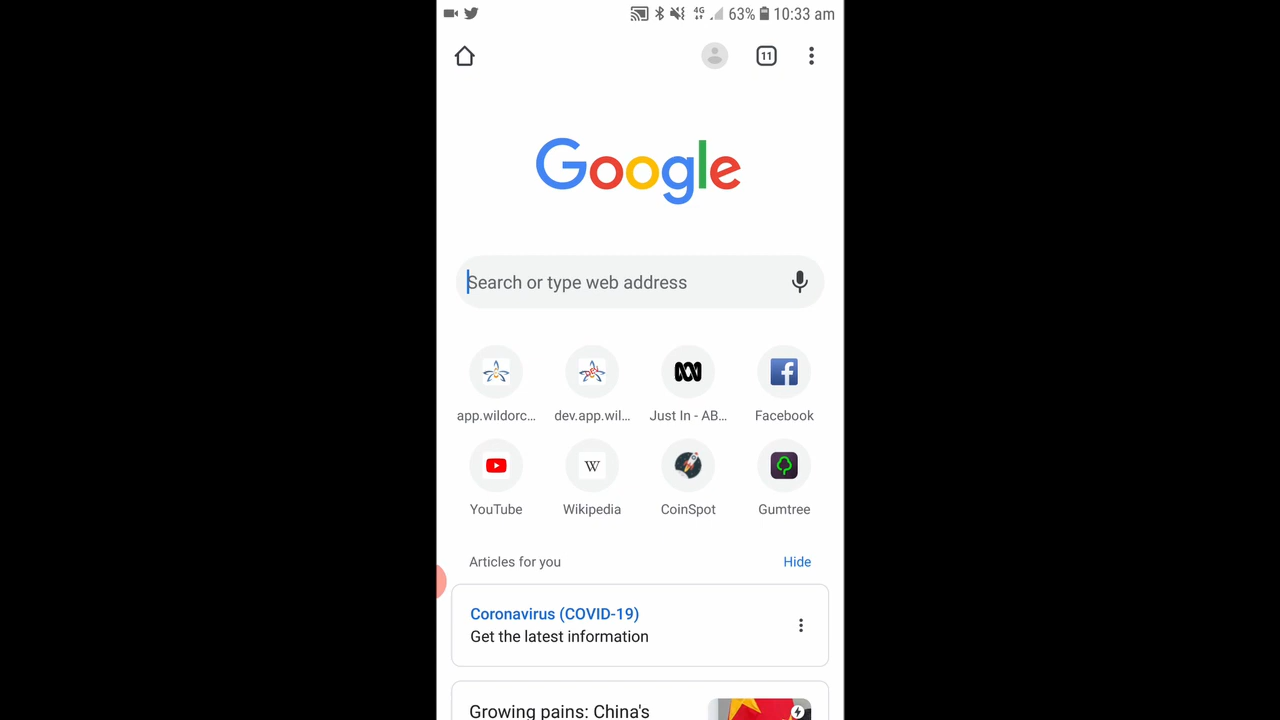 4G 63% 10:33 am
11
Google
Search or type web address
app.wildorc... dev.app.wil... Just In - AB... Facebook
DEV
W
YouTube Wikipedia CoinSpot Gumtree
Articles for you Hide
Coronavirus (COVID-19)
Get the latest information
Growing pains: China's